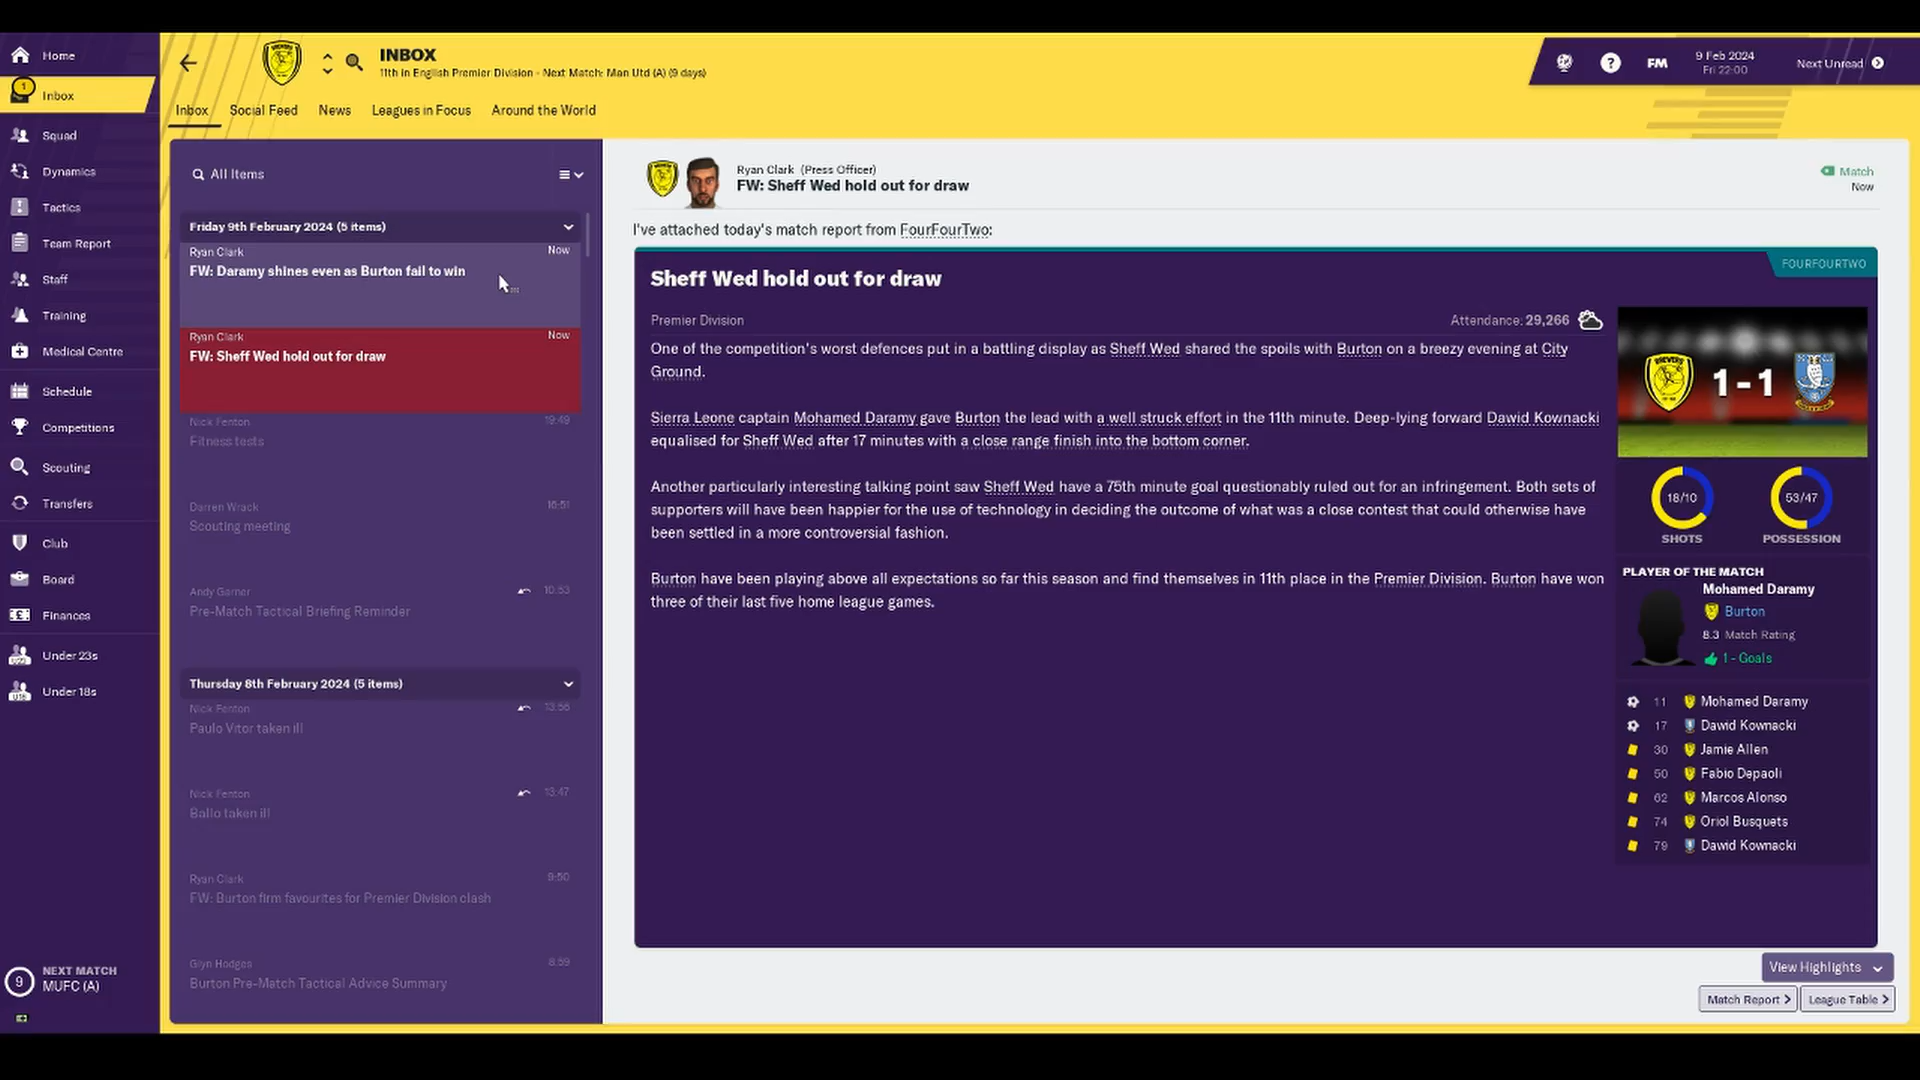 Home
1
Inbox
Squad
Dynamics
Tactics
Team Report
Staff
Training
Medical Centre
Schedule
Competitions
Scouting
Transfers
Club
Board
Finances
Under 23s
Under 18s
9
NEXT MATCH
MUFC (A)
INBOX
11th in English Premier Division - Next Match: Man Utd (A) (9 days)
FM
9 Feb 2024
Fri 22:00
Next Unread
Inbox Social Feed News Leagues in Focus Around the World
All Items
Friday 9th February 2024 (5 items)
Ryan Clark Now
FW: Daramy shines even as Burton fail to win
Ryan Clark Now
FW: Sheff Wed hold out for draw
Nick Fenton 19:49
Fitness tests
Darren Wrack 16:51
Scouting meeting
Andy Garner 10:53
Pre-Match Tactical Briefing Reminder
Thursday 8th February 2024 (5 items)
Nick Fenton 13:56
Paulo Vitor taken ill
Nick Fenton 13:47
Ballo taken ill
Ryan Clark 9:50
FW: Burton firm favourites for Premier Division clash
Glyn Hodges 8:59
Burton Pre-Match Tactical Advice Summary
Ryan Clark (Press Officer)
FW: Sheff Wed hold out for draw
Match
Now
I've attached today's match report from FourFourTwo:
FOURFOURTWO
Sheff Wed hold out for draw
Premier Division Attendance: 29,266
One of the competition's worst defences put in a battling display as Sheff Wed shared the spoils with Burton on a breezy evening at City
Ground.
Sierra Leone captain Mohamed Daramy gave Burton the lead with a well struck effort in the 11th minute. Deep-lying forward Dawid Kownacki
equalised for Sheff Wed after 17 minutes with a close range finish into the bottom corner.
Another particularly interesting talking point saw Sheff Wed have a 75th minute goal questionably ruled out for an infringement. Both sets of
supporters will have been happier for the use of technology in deciding the outcome of what was a close contest that could otherwise have
been settled in a more controversial fashion.
Burton have been playing above all expectations so far this season and find themselves in 11th place in the Premier Division. Burton have won
three of their last five home league games.
1 - 1
18/10 53/47
SHOTS POSSESSION
PLAYER OF THE MATCH
Mohamed Daramy
Burton
8.3 Match Rating
1 - Goals
11 Mohamed Daramy
17 Dawid Kownacki
30 Jamie Allen
50 Fabio Depaoli
62 Marcos Alonso
74 Oriol Busquets
79 Dawid Kownacki
View Highlights
Match Report
League Table